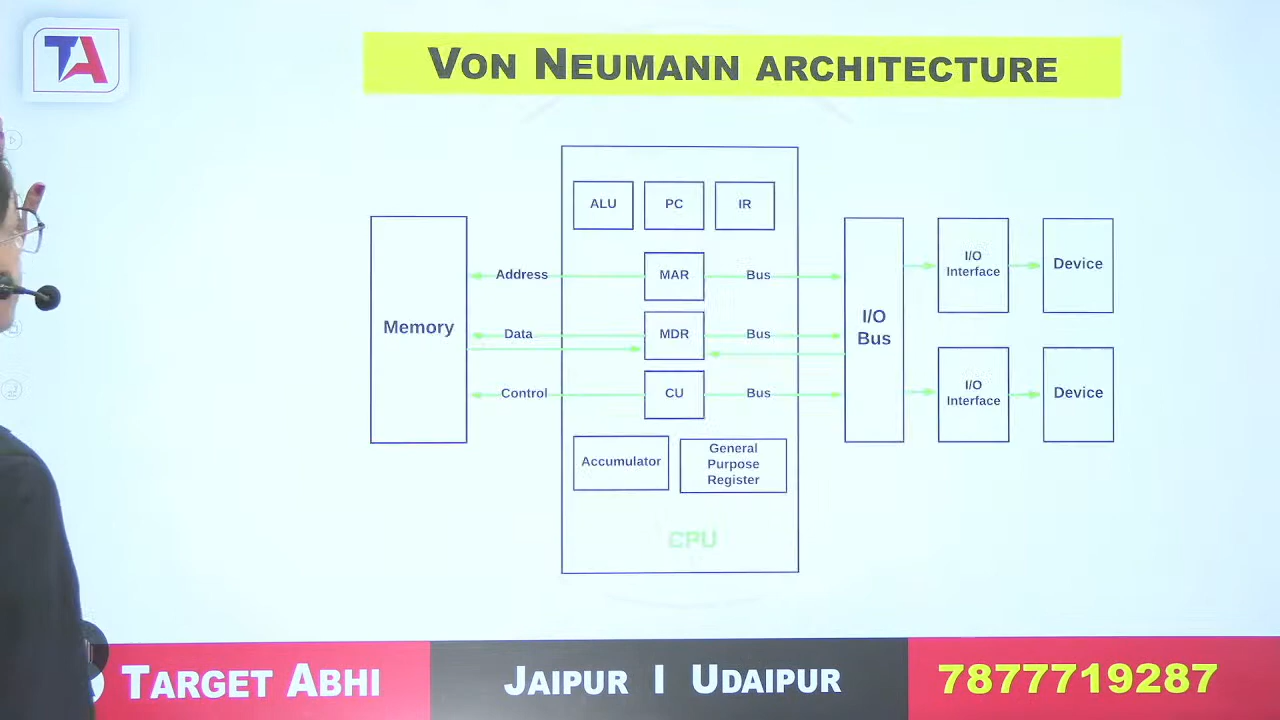 TA
VON NEUMANN ARCHITECTURE
ALU
PC
IR
Address
MAR
Bus
Data
MDR
Bus
Control
CU
Bus
Memory
Accumulator
General
Purpose
Register
CPU
I/O
Bus
I/O
Interface
Device
I/O
Interface
Device
TARGET ABHI
JAIPUR | UDAIPUR
7877719287